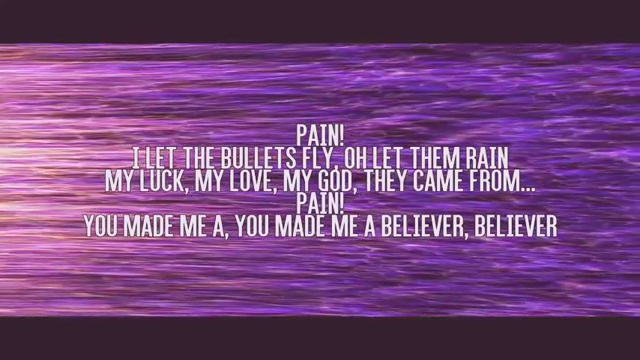 PAIN!
I LET THE BULLETS FLY, OH LET THEM RAIN
MY LUCK, MY LOVE, MY GOD, THEY CAME FROM...
PAIN!
YOU MADE ME A, YOU MADE ME A BELIEVER, BELIEVER